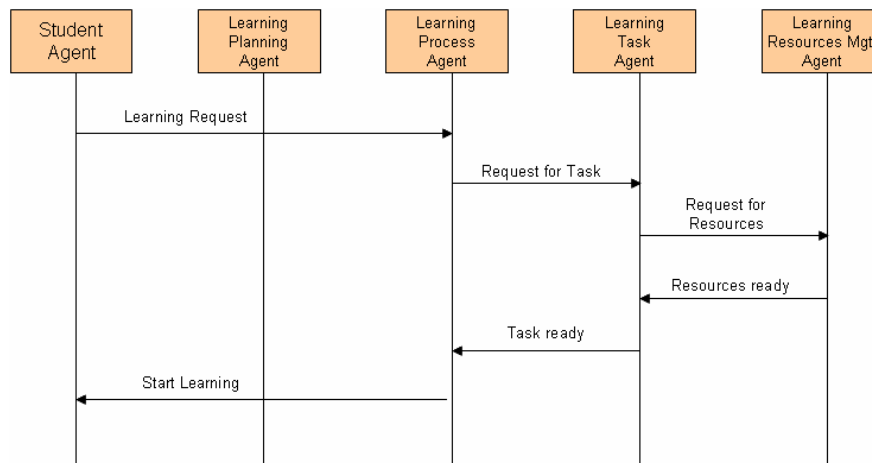 Student
Agent
Learning
Planning
Agent
Learning
Process
Agent
Learning
Task
Agent
Learning
Resources Mgt
Agent
Learning Request
Request for Task
Request for
Resources
Resources ready
Task ready
Start Learning